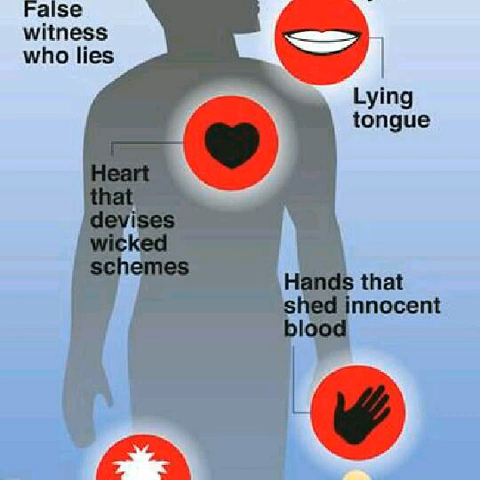 False
witness
who lies
Lying
tongue
Heart
that
devises
wicked
schemes
Hands that
shed innocent
blood